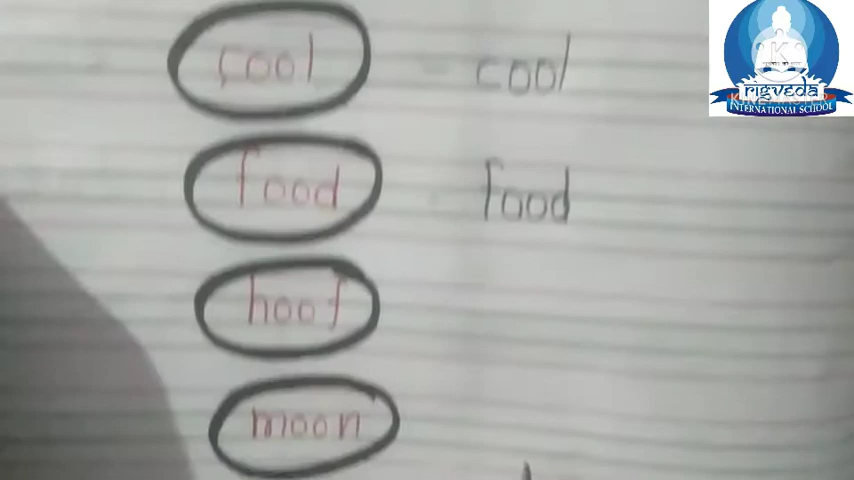 cool cool
food food
hoof
moon
rigveda
INTERNATIONAL SCHOOL